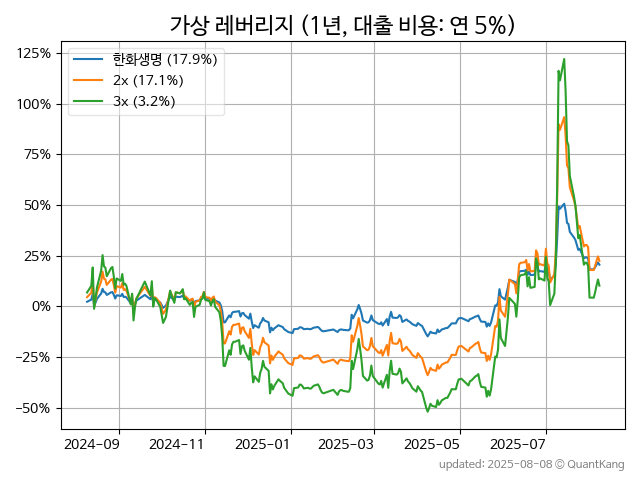 가상 레버리지 (1년, 대출 비용: 연 5%)
125%
100%
75%
50%
25%
0%
−25%
−50%
한화생명 (17.9%)
2x (17.1%)
3x (3.2%)
2024-09
2024-11
2025-01
2025-03
2025-05
2025-07
updated: 2025-08-08 © QuantKang